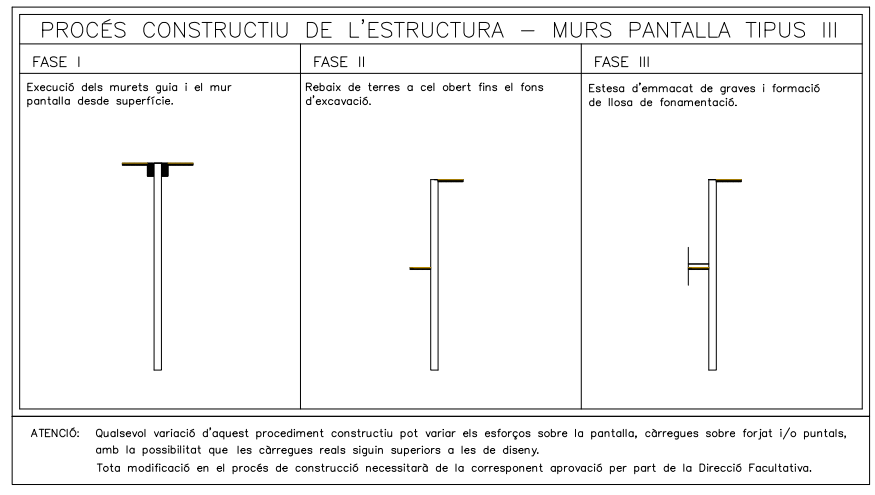 PROCÉS CONSTRUCTIU DE L'ESTRUCTURA – MURS PANTALLA TIPUS III
FASE I
Execució dels murets guia i el mur
pantalla desde superfície.
FASE II
Rebaix de terres a cel obert fins el fons
d'excavació.
FASE III
Estesa d'emmacat de graves i formació
de llosa de fonamentació.
ATENCIÓ: Qualsevol variació d'aquest procediment constructiu pot variar els esforços sobre la pantalla, càrregues sobre forjat i/o puntals,
amb la possibilitat que les càrregues reals siguin superiors a les de diseny.
Tota modificació en el procés de construcció necessitarà de la corresponent aprovació per part de la Direcció Facultativa.